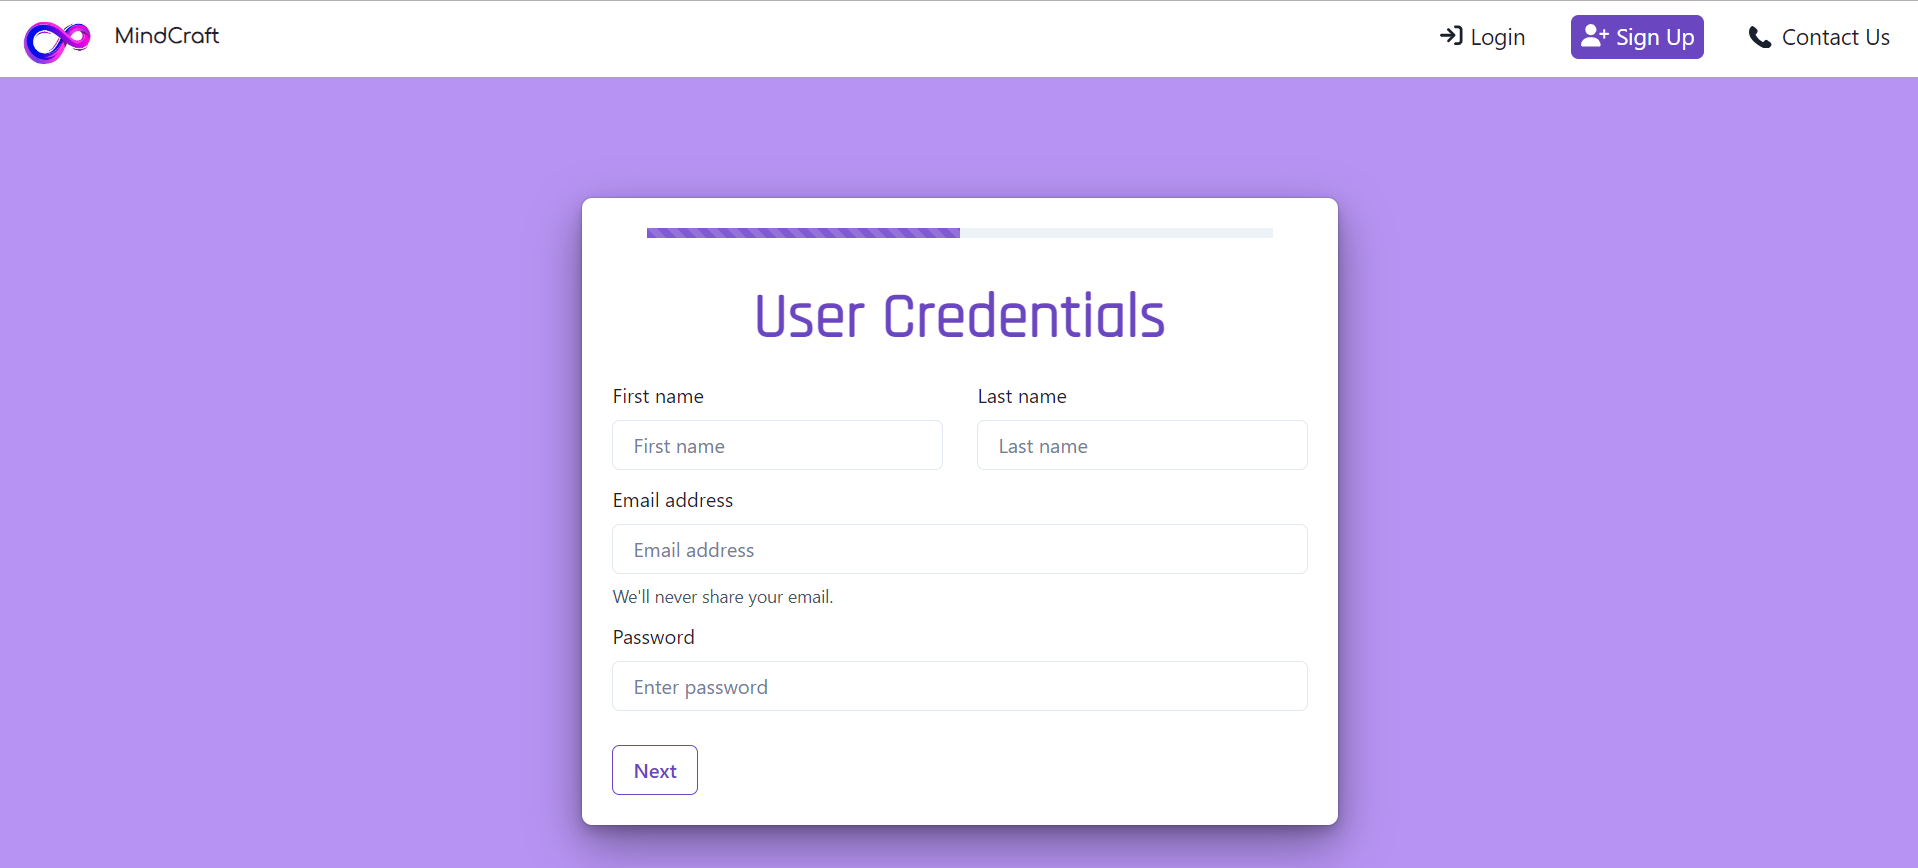 MindCraft
Login
Sign Up
Contact Us
User Credentials
First name
Last name
First name
Last name
Email address
Email address
We'll never share your email.
Password
Enter password
Next